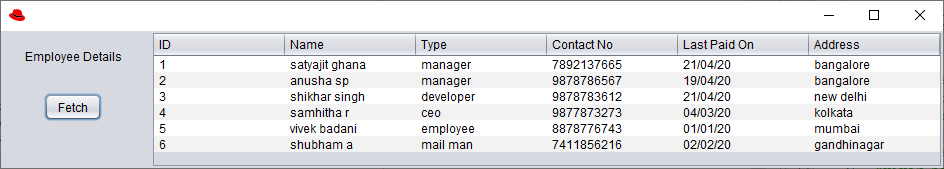 Employee Details
Fetch
ID Name Type Contact No Last Paid On Address
1 satyajit ghana manager 7892137665 21/04/20 bangalore
2 anusha sp manager 9878786567 19/04/20 bangalore
3 shikhar singh developer 9878783612 21/04/20 new delhi
4 samhitha r ceo 9877873273 04/03/20 kolkata
5 vivek badani employee 8878776743 01/01/20 mumbai
6 shubham a mail man 7411856216 02/02/20 gandhinagar